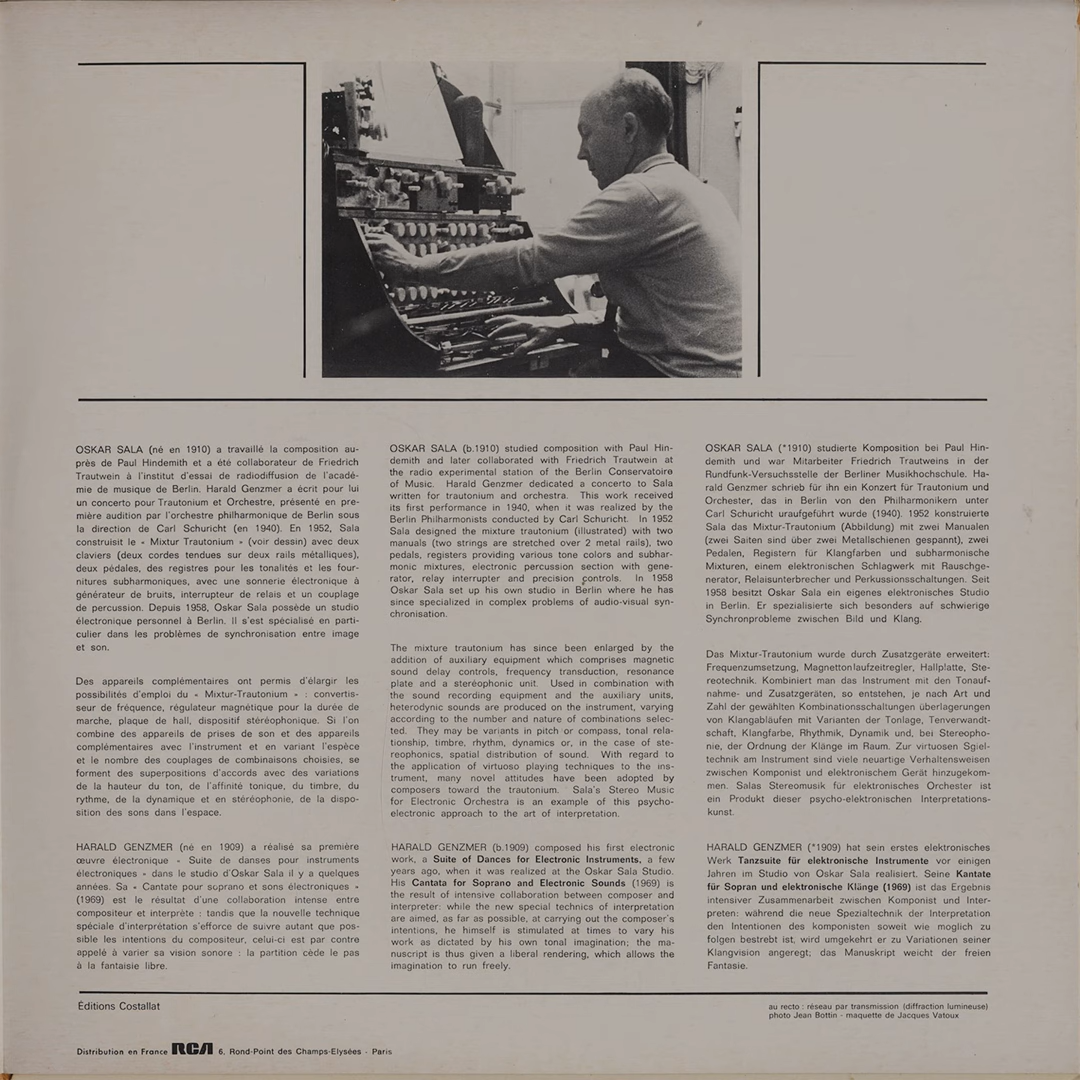 OSKAR SALA (né en 1910) a travaillé la composition au-
près de Paul Hindemith et a été collaborateur de Friedrich
Trautwein à l'institut d'essai de radiodiffusion de l'acadé-
mie de musique de Berlin. Harald Genzmer a écrit pour lui
un concerto pour Trautonium et Orchestre, présenté en pre-
mière audition par l'orchestre philharmonique de Berlin sous
la direction de Carl Schuricht (en 1940). En 1952, Sala
construisit le « Mixtur Trautonium » (voir dessin) avec deux
claviers (deux cordes tendues sur deux rails métalliques),
deux pédales, des registres pour les tonalités et les four-
nitures subharmoniques, avec une sonnerie électronique à
générateur de bruits, interrupteur de relais et un couplage
de percussion. Depuis 1958, Oskar Sala possède un studio
électronique personnel à Berlin. Il s'est spécialisé en parti-
culier dans les problèmes de synchronisation entre image
et son.
Des appareils complémentaires ont permis d'élargir les
possibilités d'emploi du « Mixtur-Trautonium » : convertis-
seur de fréquence, régulateur magnétique pour la durée de
marche, plaque de hall, dispositif stéréophonique. Si l'on
combine des appareils de prises de son et des appareils
complémentaires avec l'instrument et en variant l'espèce
et le nombre des couplages de combinaisons choisies, se
forment des superpositions d'accords avec des variations
de la hauteur du ton, de l'affinité tonique, du timbre, du
rythme, de la dynamique et en stéréophonie, de la dispo-
sition des sons dans l'espace.
HARALD GENZMER (né en 1909) a réalisé sa première
œuvre électronique « Suite de danses pour instruments
électroniques » dans le studio d'Oskar Sala il y a quelques
années. Sa « Cantate pour soprano et sons électroniques »
(1969) est le résultat d'une collaboration intense entre
compositeur et interprète : tandis que la nouvelle technique
spéciale d'interprétation s'efforce de suivre autant que pos-
sible les intentions du compositeur, celui-ci est par contre
appelé à varier sa vision sonore : la partition cède le pas
à la fantaisie libre.
OSKAR SALA (b.1910) studied composition with Paul Hin-
demith and later collaborated with Friedrich Trautwein at
the radio experimental station of the Berlin Conservatoire
of Music. Harald Genzmer dedicated a concerto to Sala
written for trautonium and orchestra. This work received
its first performance in 1940, when it was realized by the
Berlin Philharmonists conducted by Carl Schuricht. In 1952
Sala designed the mixture trautonium (illustrated) with two
manuals (two strings are stretched over 2 metal rails), two
pedals, registers providing various tone colors and subhar-
monic mixtures, electronic percussion section with gene-
rator, relay interrupter and precision controls. In 1958
Oskar Sala set up his own studio in Berlin where he has
since specialized in complex problems of audio-visual syn-
chronisation.
The mixture trautonium has since been enlarged by the
addition of auxiliary equipment which comprises magnetic
sound delay controls, frequency transduction, resonance
plate and a stereophonic unit. Used in combination with
the sound recording equipment and the auxiliary units,
heterodynic sounds are produced on the instrument, varying
according to the number and nature of combinations selec-
ted. They may be variants in pitch or compass, tonal rela-
tionship, timbre, rhythm, dynamics or, in the case of ste-
reophonics, spatial distribution of sound. With regard to
the application of virtuoso playing techniques to the ins-
trument, many novel attitudes have been adopted by
composers toward the trautonium. Sala's Stereo Music
for Electronic Orchestra is an example of this psycho-
electronic approach to the art of interpretation.
HARALD GENZMER (b.1909) composed his first electronic
work, a Suite of Dances for Electronic Instruments, a few
years ago, when it was realized at the Oskar Sala Studio.
His Cantata for Soprano and Electronic Sounds (1969) is
the result of intensive collaboration between composer and
interpreter: while the new special technics of interpretation
are aimed, as far as possible, at carrying out the composer's
intentions, he himself is stimulated at times to vary his
work as dictated by his own tonal imagination; the ma-
nuscript is thus given a liberal rendering, which allows the
imagination to run freely.
OSKAR SALA (*1910) studierte Komposition bei Paul Hin-
demith und war Mitarbeiter Friedrich Trautweins in der
Rundfunk-Versuchsstelle der Berliner Musikhochschule. Ha-
rald Genzmer schrieb für ihn ein Konzert für Trautonium und
Orchester, das in Berlin von den Philharmonikern unter
Carl Schuricht uraufgeführt wurde (1940). 1952 konstruierte
Sala das Mixtur-Trautonium (Abbildung) mit zwei Manualen
(zwei Saiten sind über zwei Metallschienen gespannt), zwei
Pedalen, Registern für Klangfarben und subharmonische
Mixturen, einem elektronischen Schlagwerk mit Rauschge-
nerator, Relaisunterbrecher und Perkussionsschaltungen. Seit
1958 besitzt Oskar Sala ein eigenes elektronisches Studio
in Berlin. Er spezialisierte sich besonders auf schwierige
Synchronprobleme zwischen Bild und Klang.
Das Mixtur-Trautonium wurde durch Zusatzgeräte erweitert:
Frequenzumsetzung, Magnettonlaufzeitregler, Hallplatte, Ste-
reotechnik. Kombiniert man das Instrument mit den Tonauf-
nahme- und Zusatzgeräten, so entstehen, je nach Art und
Zahl der gewählten Kombinationsschaltungen überlagerungen
von Klangabläufen mit Varianten der Tonlage, Tenverwandt-
schaft, Klangfarbe, Rhythmik, Dynamik und, bei Stereopho-
nie, der Ordnung der Klänge im Raum. Zur virtuosen Sgiel-
technik am Instrument sind viele neuartige Verhaltensweisen
zwischen Komponist und elektronischem Gerät hinzugekom-
men. Salas Stereomusik für elektronisches Orchester ist
ein Produkt dieser psycho-elektronischen Interpretations-
kunst.
HARALD GENZMER (*1909) hat sein erstes elektronisches
Werk Tanzsuite für elektronische Instrumente vor einigen
Jahren im Studio von Oskar Sala realisiert. Seine Kantate
für Sopran und elektronische Klänge (1969) ist das Ergebnis
intensiver Zusammenarbeit zwischen Komponist und Inter-
preten: während die neue Spezialtechnik der Interpretation
den Intentionen des komponisten soweit wie moglich zu
folgen bestrebt ist, wird umgekehrt er zu Variationen seiner
Klangvision angeregt; das Manuskript weicht der freien
Fantasie.
Éditions Costallat
au recto : réseau par transmission (diffraction lumineuse)
photo Jean Bottin - maquette de Jacques Vatoux
Distribution en France RCA 6, Rond-Point des Champs-Elysées - Paris